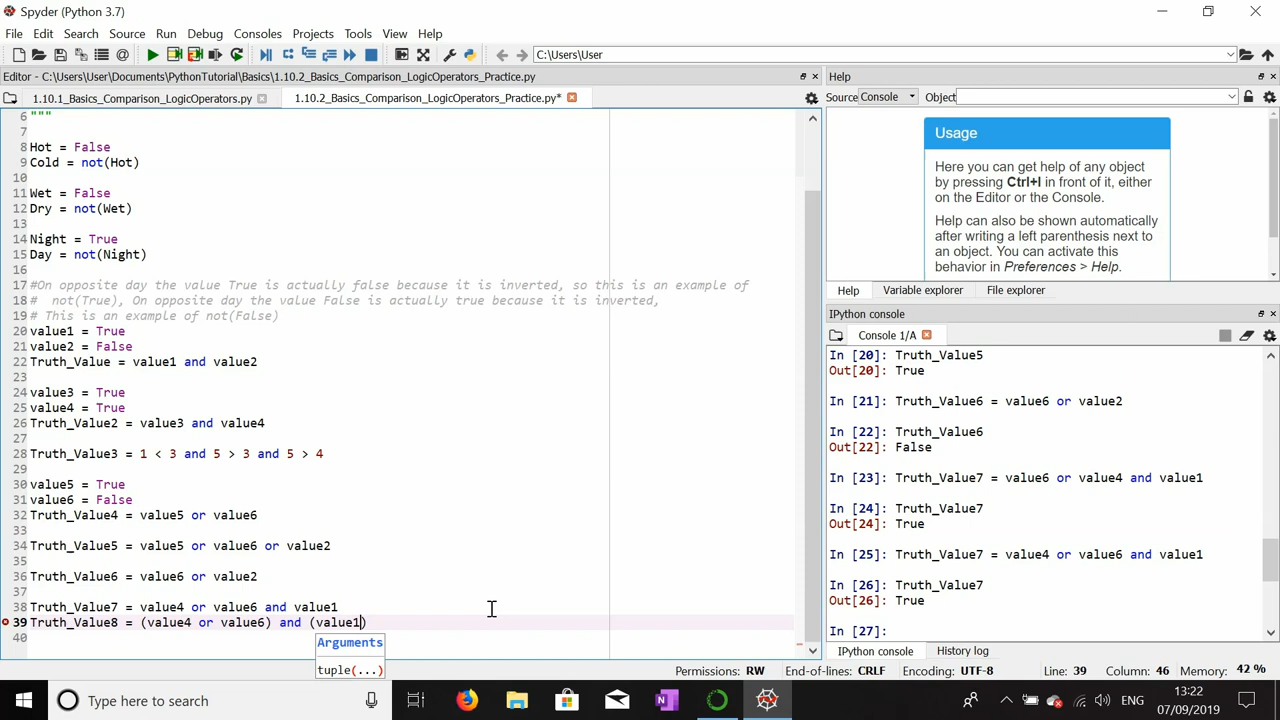 Spyder (Python 3.7)
File Edit Search Source Run Debug Consoles Projects Tools View Help
C:\Users\User
Editor - C:\Users\User\Documents\PythonTutorial\Basics\1.10.2_Basics_Comparison_LogicOperators_Practice.py
1.10.1_Basics_Comparison_LogicOperators.py
1.10.2_Basics_Comparison_LogicOperators_Practice.py*
6 """
7
8 Hot = False
9 Cold = not(Hot)
10
11 Wet = False
12 Dry = not(Wet)
13
14 Night = True
15 Day = not(Night)
16
17 #On opposite day the value True is actually false because it is inverted, so this is an example of
18 #  not(True), On opposite day the value False is actually true because it is inverted,
19 # This is an example of not(False)
20 value1 = True
21 value2 = False
22 Truth_Value = value1 and value2
23
24 value3 = True
25 value4 = True
26 Truth_Value2 = value3 and value4
27
28 Truth_Value3 = 1 < 3 and 5 > 3 and 5 > 4
29
30 value5 = True
31 value6 = False
32 Truth_Value4 = value5 or value6
33
34 Truth_Value5 = value5 or value6 or value2
35
36 Truth_Value6 = value6 or value2
37
38 Truth_Value7 = value4 or value6 and value1
39 Truth_Value8 = (value4 or value6) and (value1)
40
Arguments
tuple(...)
Help
Source Console Object
Usage
Here you can get help of any object
by pressing Ctrl+I in front of it, either
on the Editor or the Console.
Help can also be shown automatically
after writing a left parenthesis next to
an object. You can activate this
behavior in Preferences > Help.
Help Variable explorer File explorer
IPython console
Console 1/A
In [20]: Truth_Value5
Out[20]: True
In [21]: Truth_Value6 = value6 or value2
In [22]: Truth_Value6
Out[22]: False
In [23]: Truth_Value7 = value6 or value4 and value1
In [24]: Truth_Value7
Out[24]: True
In [25]: Truth_Value7 = value4 or value6 and value1
In [26]: Truth_Value7
Out[26]: True
In [27]:
IPython console History log
Permissions: RW End-of-lines: CRLF Encoding: UTF-8 Line: 39 Column: 46 Memory: 42 %
Type here to search
ENG
13:22
07/09/2019